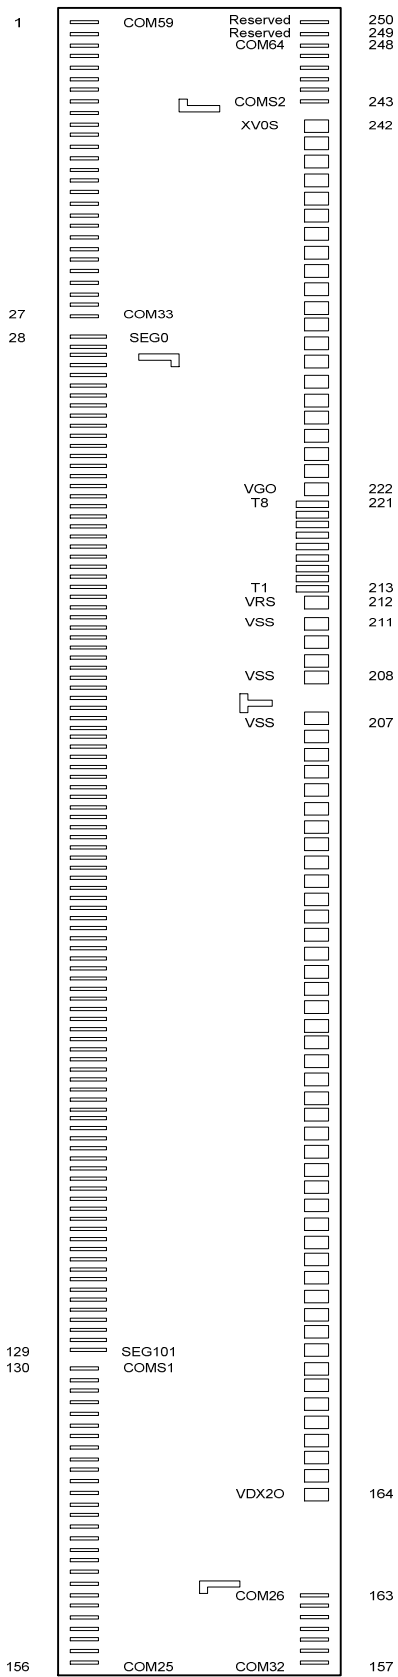 1 COM59 Reserved 250
Reserved 249
COM64 248
COMS2 243
XV0S 242
27 COM33
28 SEG0
VGO 222
T8 221
T1 213
VRS 212
VSS 211
VSS 208
VSS 207
129 SEG101
130 COMS1
VDX2O 164
COM26 163
156 COM25 COM32 157